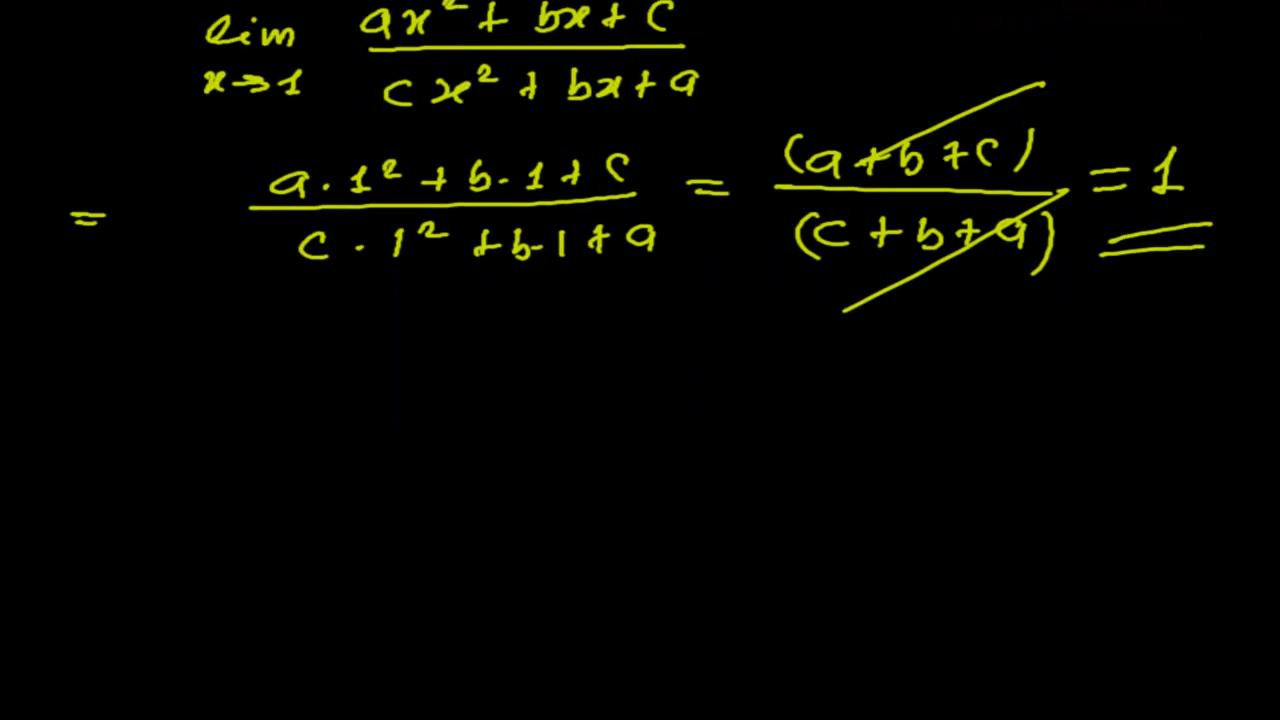 lim ax² + bx + c
x→1 cx² + bx + a
= a·1² + b·1 + c = (a + b + c) = 1
c·1² + b·1 + a (c + b + a)